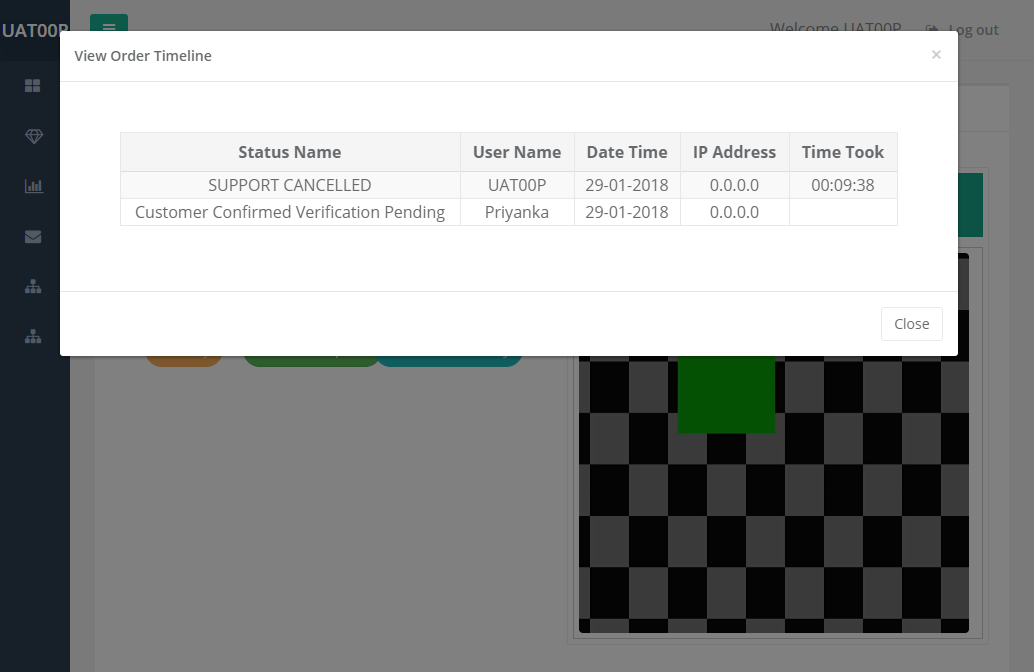 UAT00P
Welcome UAT00P Log out
View Order Timeline ×
Status Name User Name Date Time IP Address Time Took
SUPPORT CANCELLED UAT00P 29-01-2018 0.0.0.0 00:09:38
Customer Confirmed Verification Pending Priyanka 29-01-2018 0.0.0.0
Close